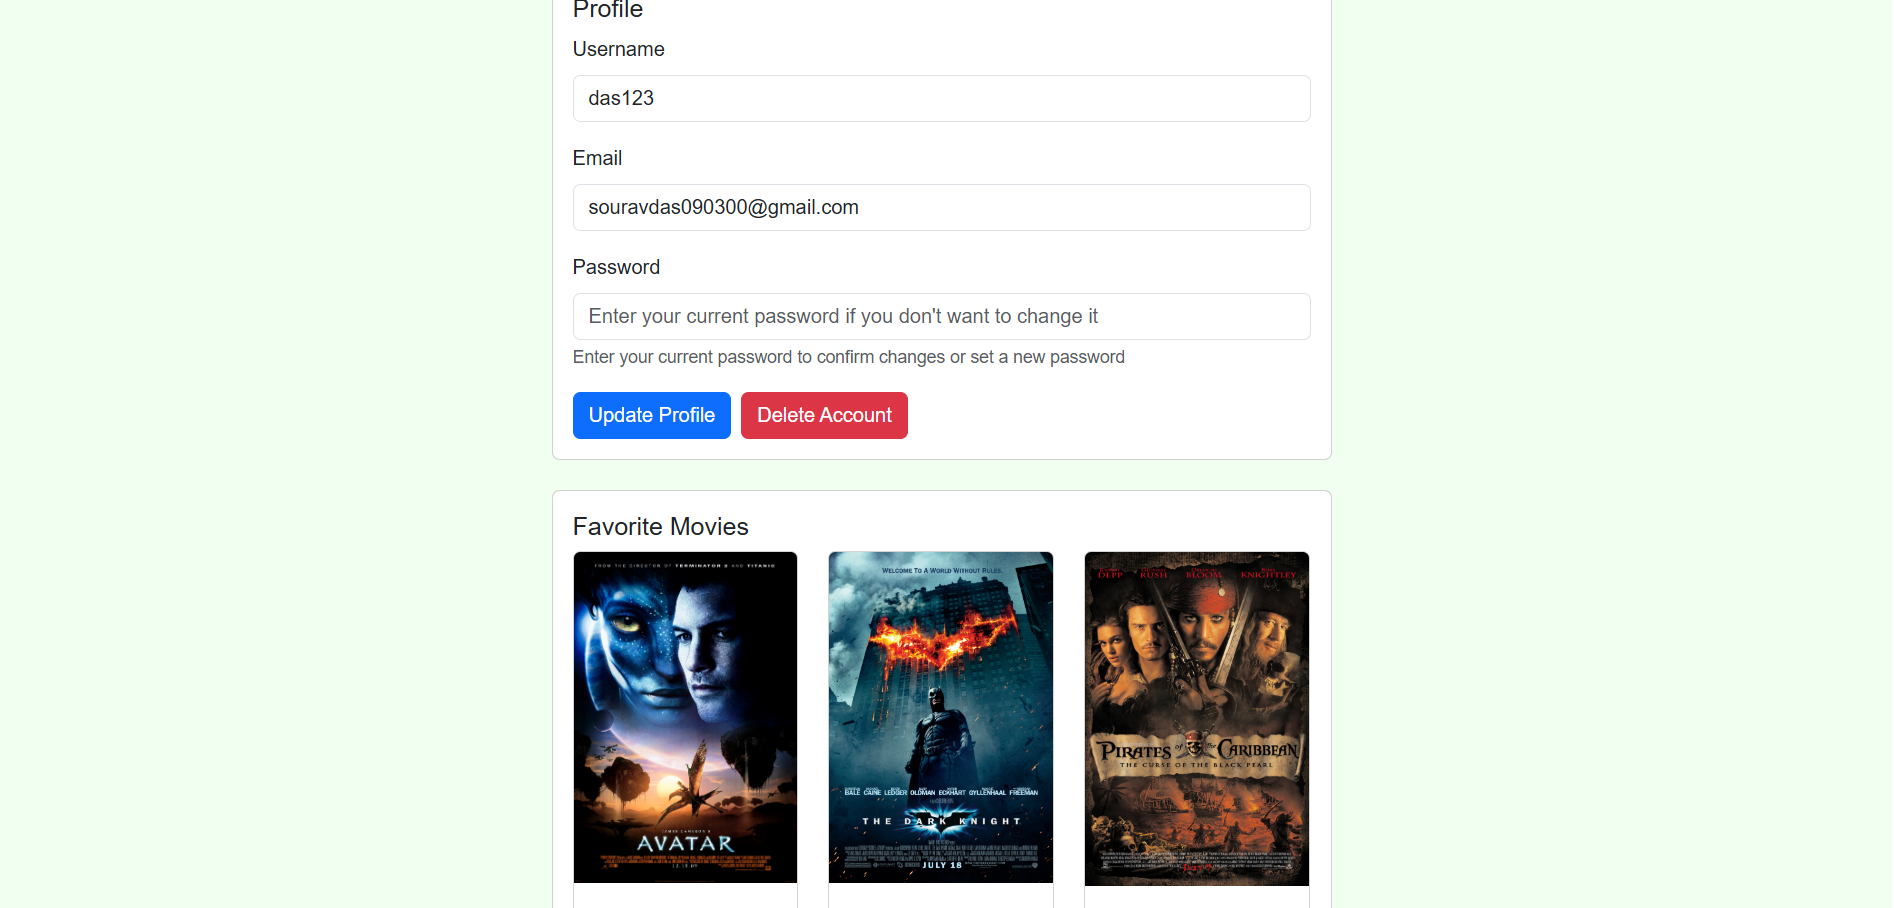 Profile
Username
das123
Email
souravdas090300@gmail.com
Password
Enter your current password if you don't want to change it
Enter your current password to confirm changes or set a new password
Update Profile Delete Account
Favorite Movies
FROM THE DIRECTOR OF TERMINATOR 2 AND TITANIC
JAMES CAMERON'S
AVATAR
WELCOME TO A WORLD WITHOUT RULES.
BALE CAINE LEDGER OLDMAN ECKHART GYLLENHAAL FREEMAN
THE DARK KNIGHT
JULY 18
DEPP RUSH BLOOM KNIGHTLEY
PIRATES of the CARIBBEAN
THE CURSE OF THE BLACK PEARL